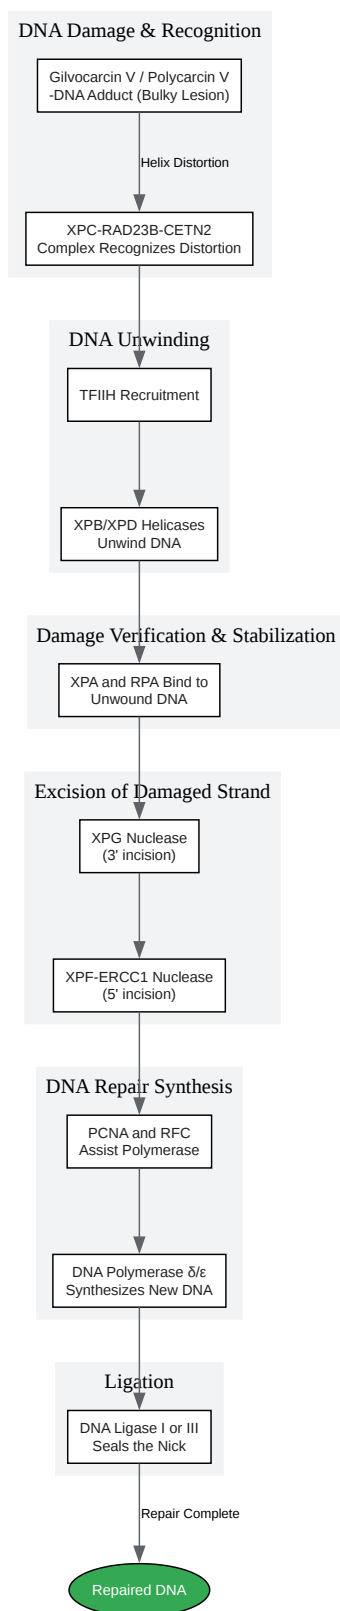 DNA Damage & Recognition
Gilvocarcin V / Polycarcin V
-DNA Adduct (Bulky Lesion)
Helix Distortion
XPC-RAD23B-CETN2
Complex Recognizes Distortion
DNA Unwinding
TFIIH Recruitment
XPB/XPD Helicases
Unwind DNA
Damage Verification & Stabilization
XPA and RPA Bind to
Unwound DNA
Excision of Damaged Strand
XPG Nuclease
(3' incision)
XPF-ERCC1 Nuclease
(5' incision)
DNA Repair Synthesis
PCNA and RFC
Assist Polymerase
DNA Polymerase δ/ε
Synthesizes New DNA
Ligation
DNA Ligase I or III
Seals the Nick
Repair Complete
Repaired DNA